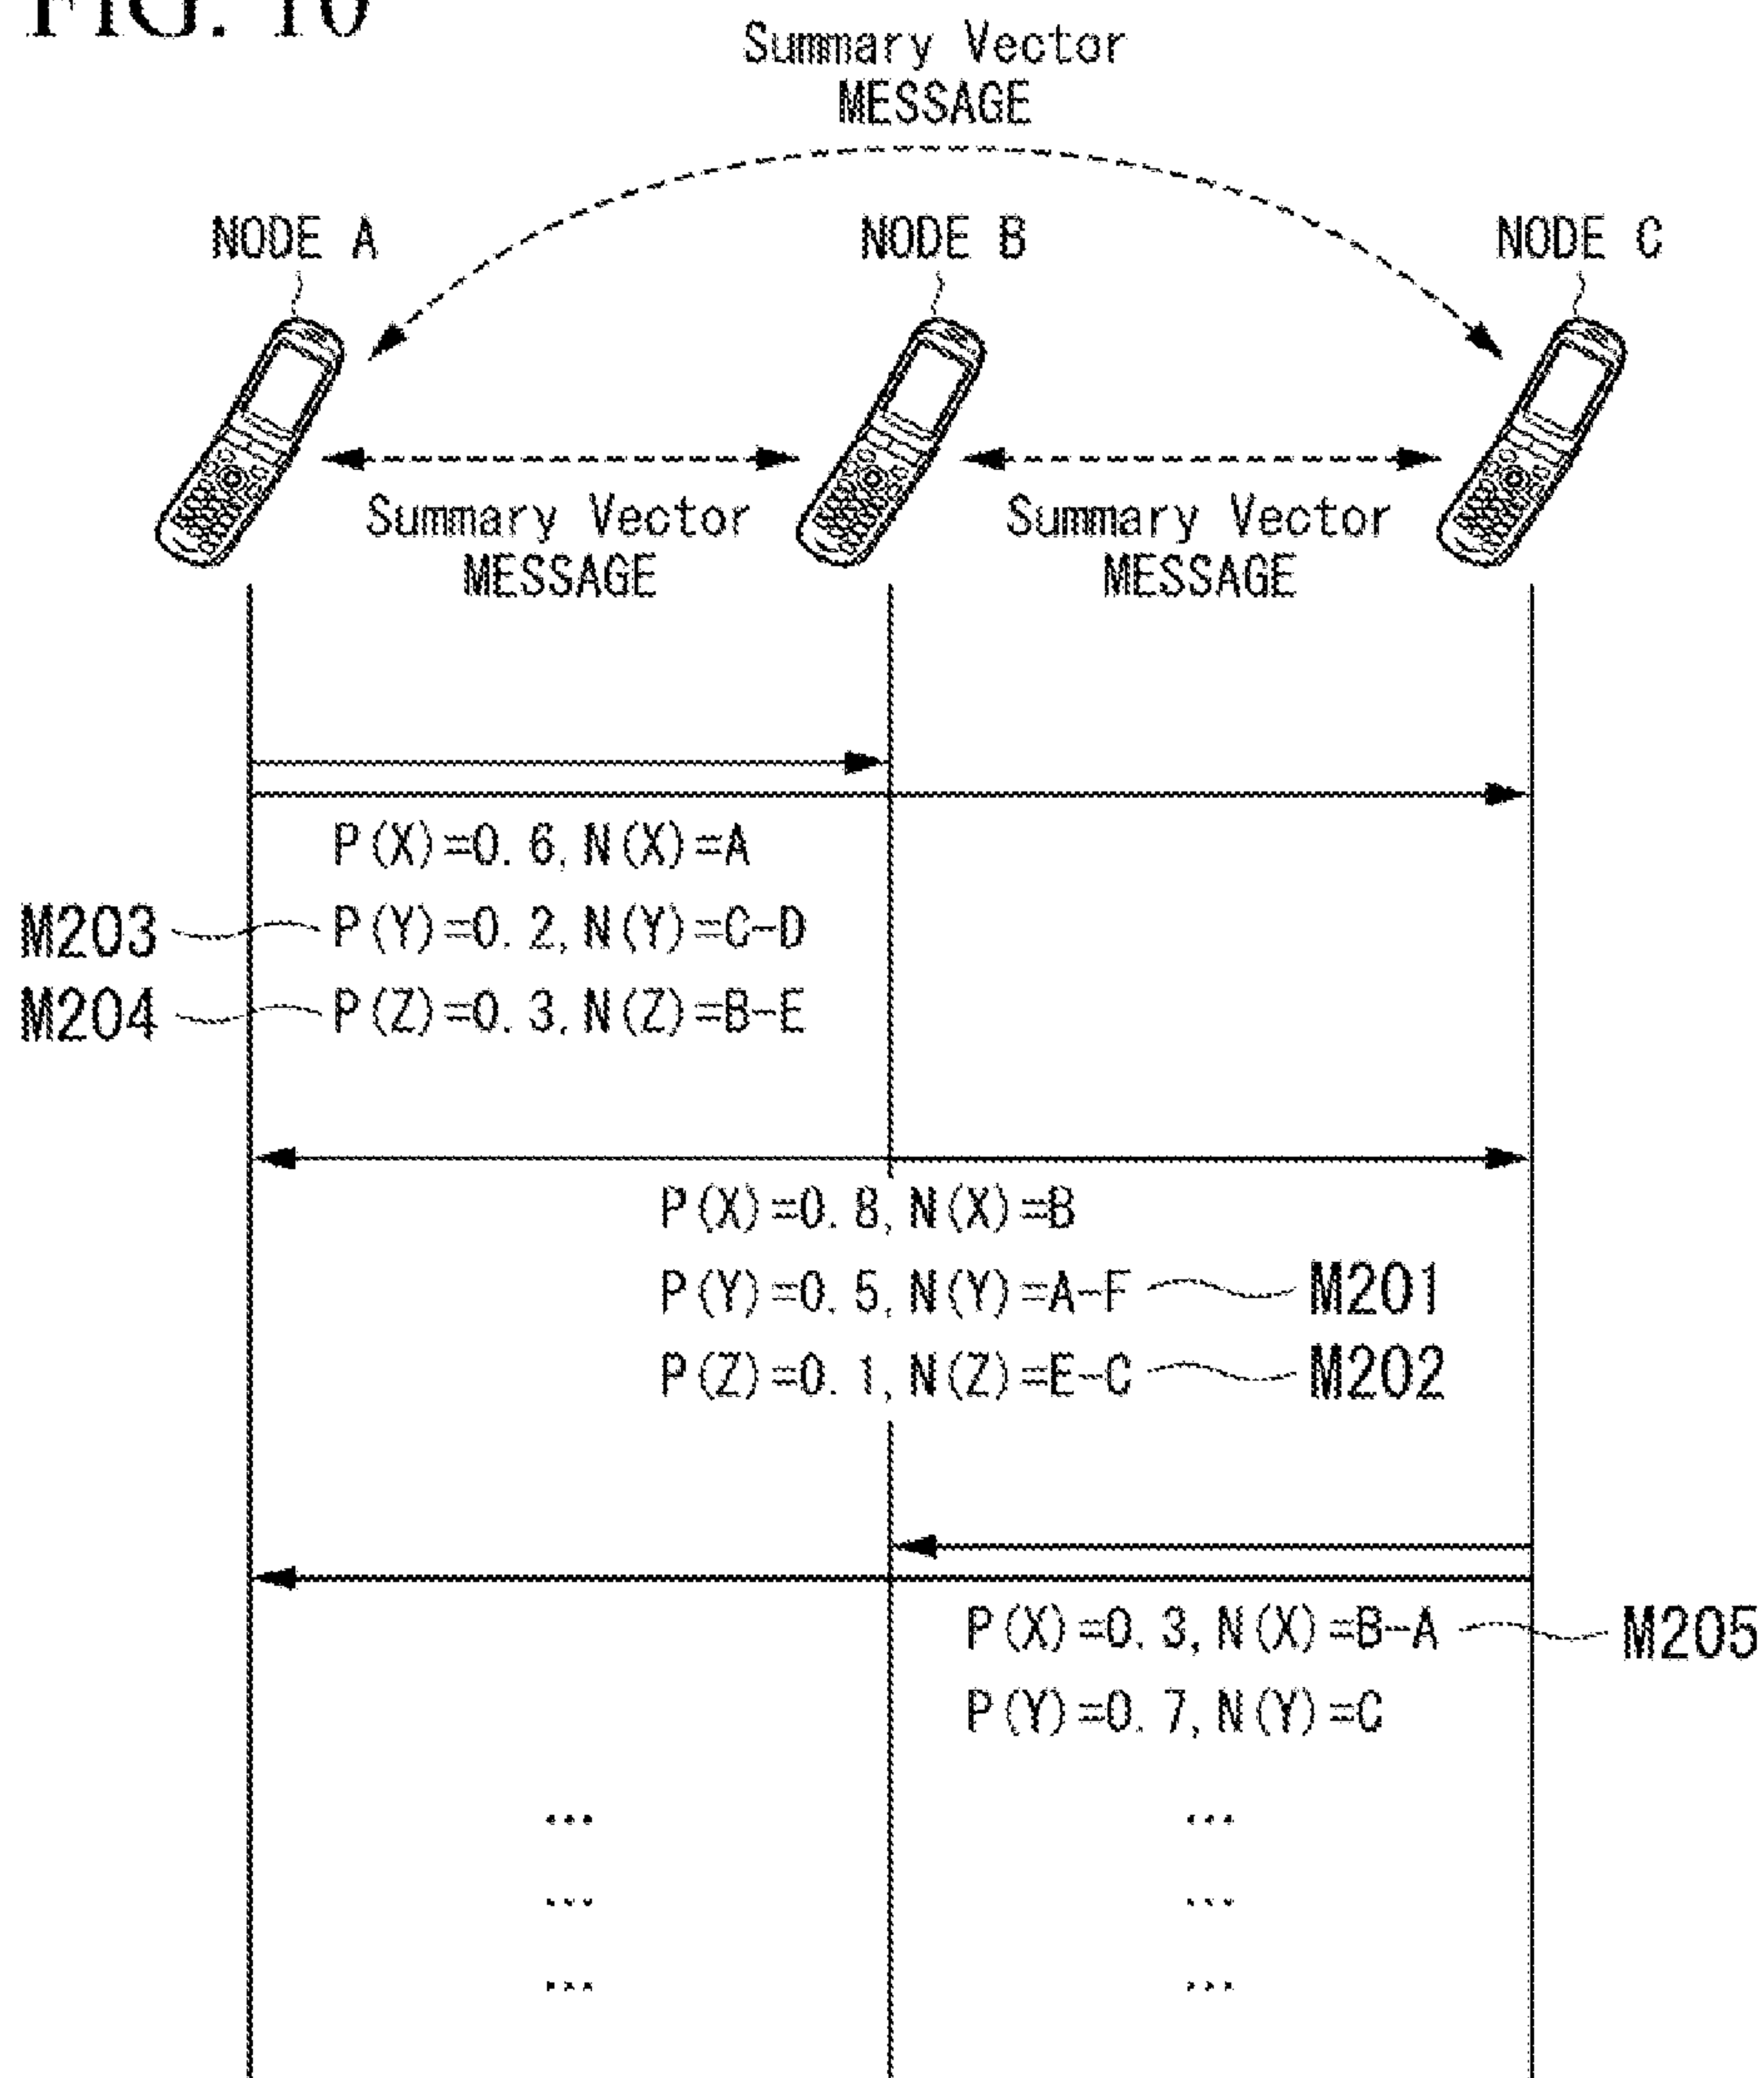 FIG. 10
Summary Vector
MESSAGE
NODE A
NODE B
NODE C
Summary Vector
MESSAGE
Summary Vector
MESSAGE
P(X)=0.6, N(X)=A
M203
P(Y)=0.2, N(Y)=C-D
M204
P(Z)=0.3, N(Z)=B-E
P(X)=0.8, N(X)=B
P(Y)=0.5, N(Y)=A-F
M201
P(Z)=0.1, N(Z)=E-C
M202
P(X)=0.3, N(X)=B-A
M205
P(Y)=0.7, N(Y)=C
... ...
... ...
... ...